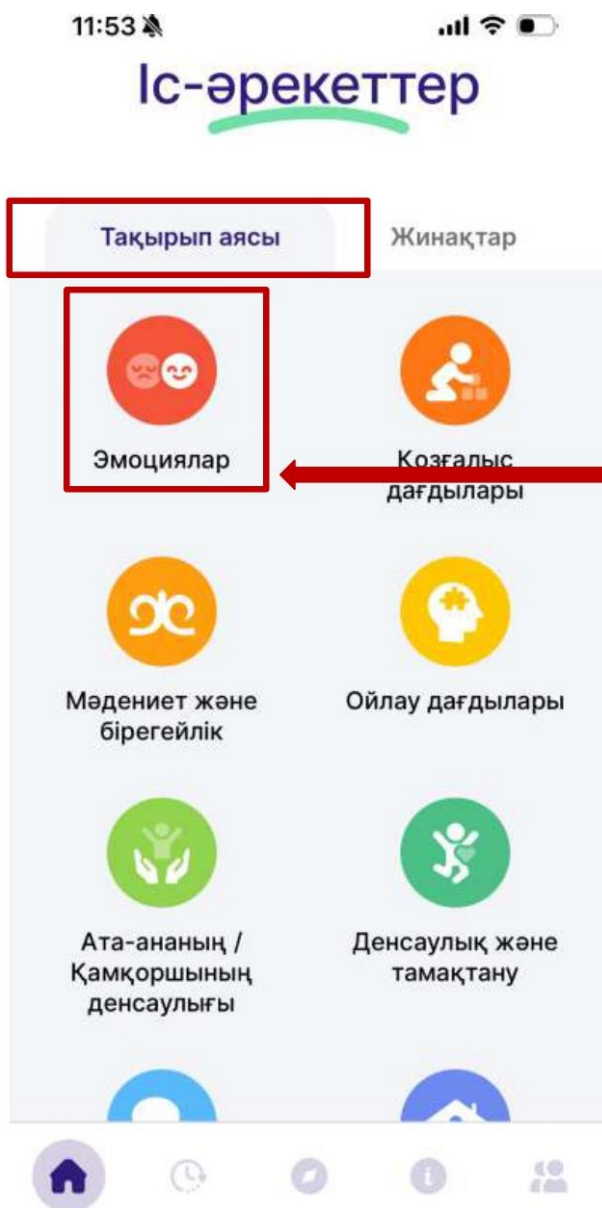 11:53
Іс-әрекеттер
Тақырып аясы
Жинақтар
Эмоциялар
Қозғалыс
дағдылары
Мәдениет және
бірегейлік
Ойлау дағдылары
Ата-ананың /
Қамқоршының
денсаулығы
Денсаулық және
тамақтану